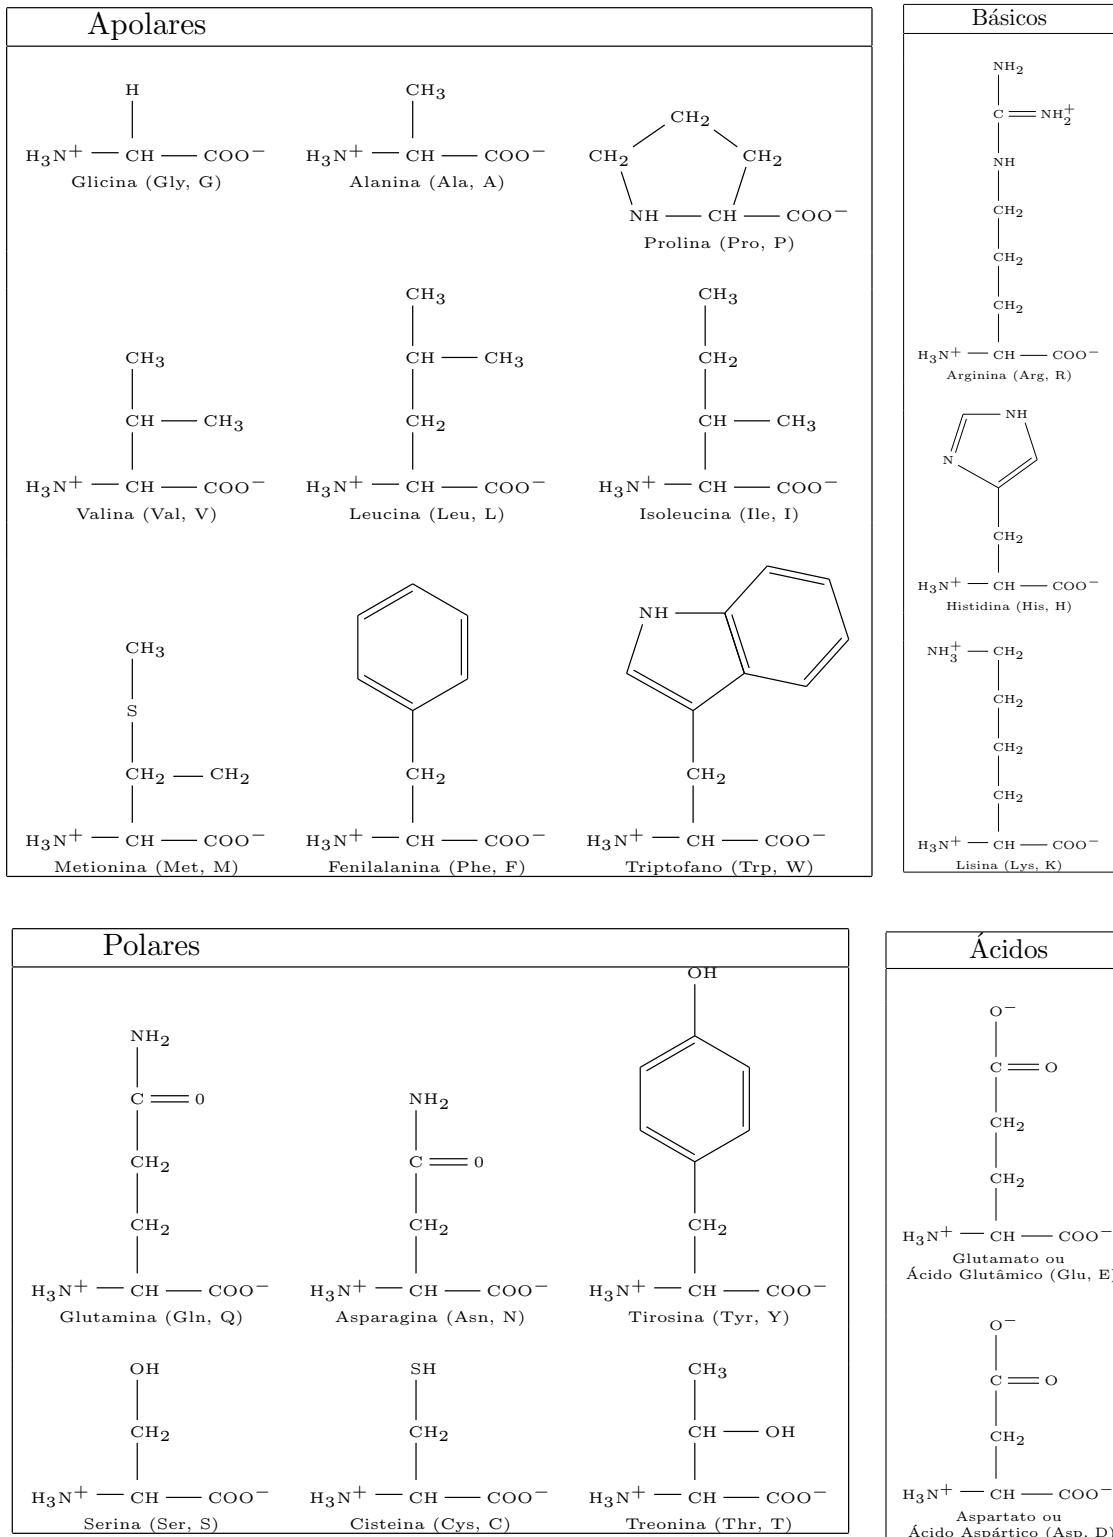 Apolares
H
H₃N⁺ CH COO⁻
Glicina (Gly, G)
CH₃
H₃N⁺ CH COO⁻
Alanina (Ala, A)
CH₂
CH₂ CH₂
NH CH COO⁻
Prolina (Pro, P)
CH₃
CH CH₃
H₃N⁺ CH COO⁻
Valina (Val, V)
CH₃
CH CH₃
CH₂
H₃N⁺ CH COO⁻
Leucina (Leu, L)
CH₃
CH₂
CH CH₃
H₃N⁺ CH COO⁻
Isoleucina (Ile, I)
CH₃
S
CH₂ CH₂
H₃N⁺ CH COO⁻
Metionina (Met, M)
CH₂
H₃N⁺ CH COO⁻
Fenilalanina (Phe, F)
NH
CH₂
H₃N⁺ CH COO⁻
Triptofano (Trp, W)
Básicos
NH₂
C NH₂⁺
NH
CH₂
CH₂
CH₂
H₃N⁺ CH COO⁻
Arginina (Arg, R)
NH
N
CH₂
H₃N⁺ CH COO⁻
Histidina (His, H)
NH₃⁺ CH₂
CH₂
CH₂
CH₂
H₃N⁺ CH COO⁻
Lisina (Lys, K)
Polares
NH₂
C 0
CH₂
CH₂
H₃N⁺ CH COO⁻
Glutamina (Gln, Q)
NH₂
C 0
CH₂
H₃N⁺ CH COO⁻
Asparagina (Asn, N)
OH
CH₂
H₃N⁺ CH COO⁻
Tirosina (Tyr, Y)
OH
CH₂
H₃N⁺ CH COO⁻
Serina (Ser, S)
SH
CH₂
H₃N⁺ CH COO⁻
Cisteina (Cys, C)
CH₃
CH OH
H₃N⁺ CH COO⁻
Treonina (Thr, T)
Ácidos
O⁻
C O
CH₂
CH₂
H₃N⁺ CH COO⁻
Glutamato ou
Ácido Glutâmico (Glu, E)
O⁻
C O
CH₂
H₃N⁺ CH COO⁻
Aspartato ou
Ácido Aspártico (Asp, D)